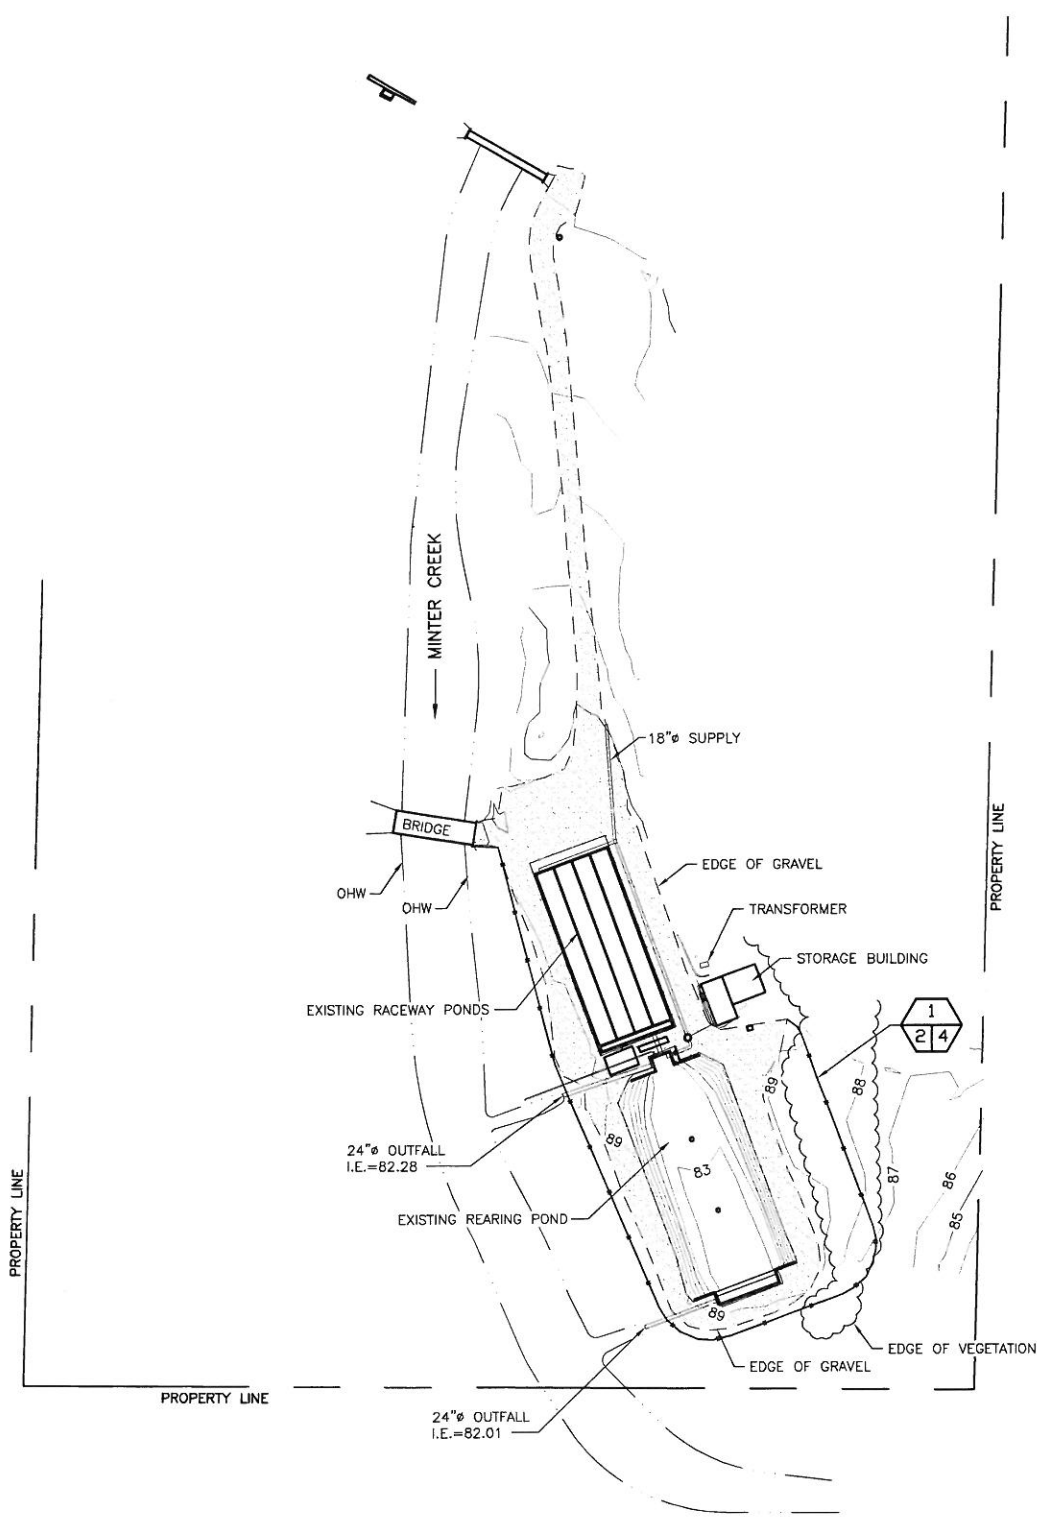 MINTER CREEK
18"ø SUPPLY
BRIDGE
EDGE OF GRAVEL
PROPERTY LINE
OHW
OHW
TRANSFORMER
STORAGE BUILDING
EXISTING RACEWAY PONDS
1
2 4
89
88
89
87
86
85
83
24"ø OUTFALL
I.E.=82.28
EXISTING REARING POND
PROPERTY LINE
89
EDGE OF VEGETATION
EDGE OF GRAVEL
PROPERTY LINE
24"ø OUTFALL
I.E.=82.01